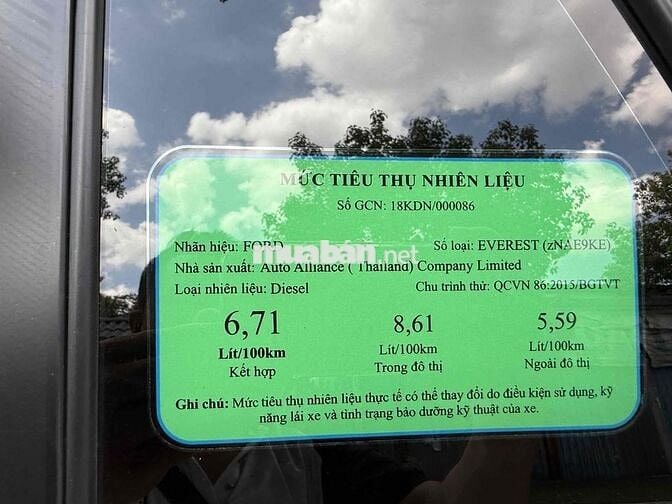 MỨC TIÊU THỤ NHIÊN LIỆU
Số GCN: 18KDN/000086
Nhãn hiệu: FORD Số loại: EVEREST (zNAE9KE)
muaban.net
Nhà sản xuất: Auto Alliance ( Thailand) Company Limited
Loại nhiên liệu: Diesel Chu trình thử: QCVN 86:2015/BGTVT
6,71 8,61 5,59
Lít/100km Lít/100km Lít/100km
Kết hợp Trong đô thị Ngoài đô thị
Ghi chú: Mức tiêu thụ nhiên liệu thực tế có thể thay đổi do điều kiện sử dụng, kỹ
năng lái xe và tình trạng bảo dưỡng kỹ thuật của xe.